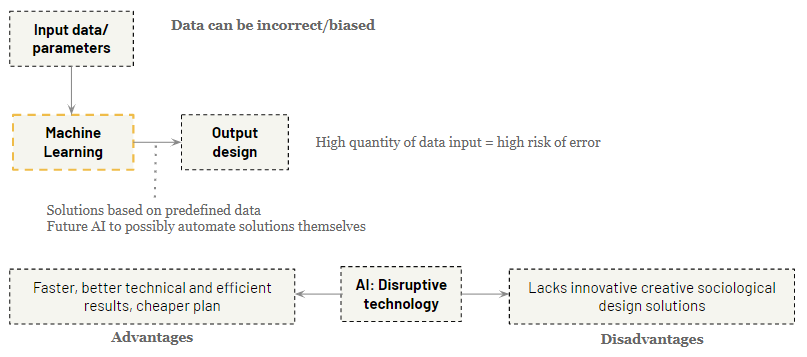 Input data/
parameters
Data can be incorrect/biased
Machine
Learning
Output
design
High quantity of data input = high risk of error
Solutions based on predefined data
Future AI to possibly automate solutions themselves
Faster, better technical and efficient
results, cheaper plan
Advantages
AI: Disruptive
technology
Lacks innovative creative sociological
design solutions
Disadvantages